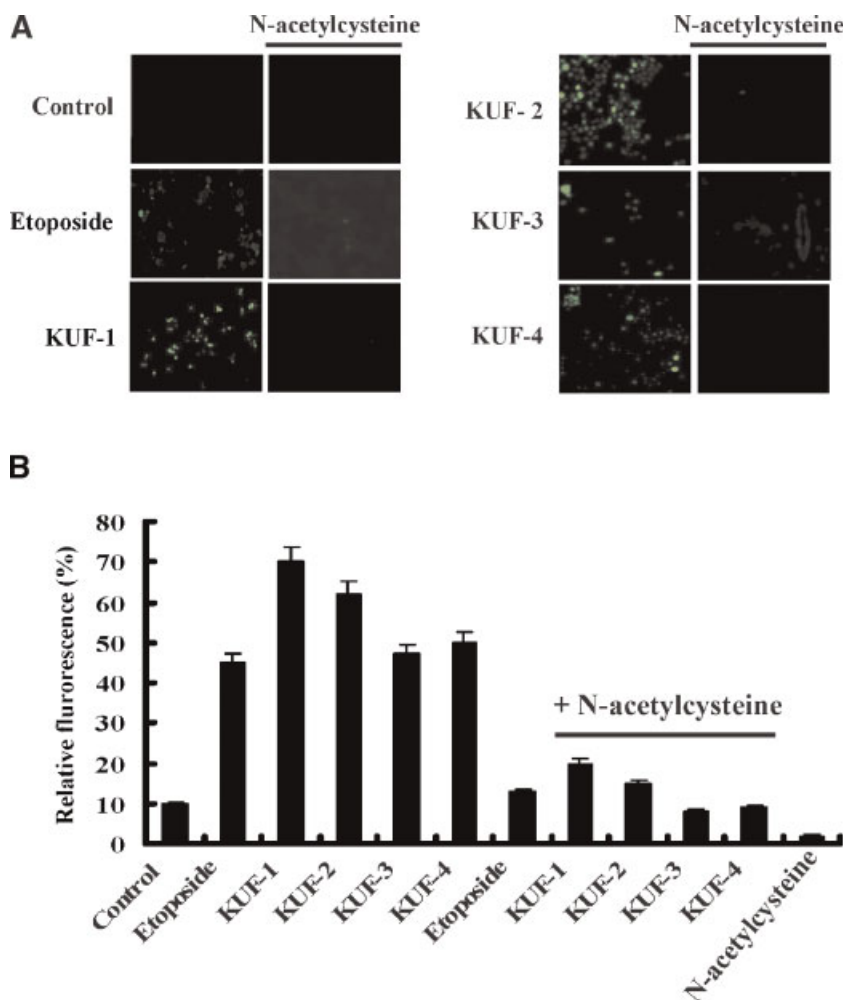 A
N-acetylcysteine
N-acetylcysteine
Control
Etoposide
KUF-1
KUF- 2
KUF-3
KUF-4
B
Relative flurorescence (%)
80
70
60
50
40
30
20
10
0
+ N-acetylcysteine
Control
Etoposide
KUF-1
KUF-2
KUF-3
KUF-4
Etoposide
KUF-1
KUF-2
KUF-3
KUF-4
N-acetylcysteine